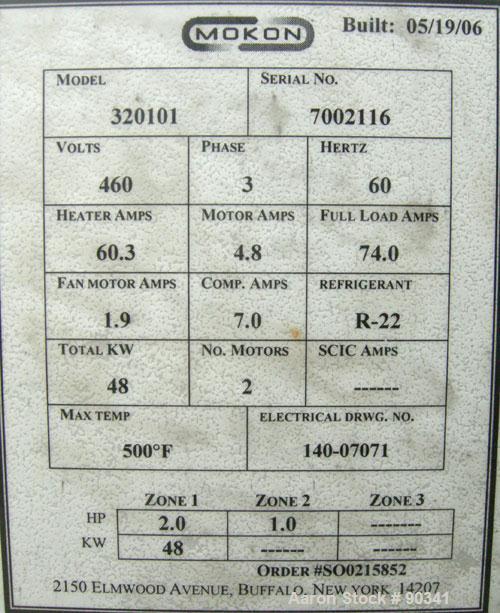 MOKON Built: 05/19/06
MODEL SERIAL NO.
320101 7002116
VOLTS PHASE HERTZ
460 3 60
HEATER AMPS MOTOR AMPS FULL LOAD AMPS
60.3 4.8 74.0
FAN MOTOR AMPS COMP. AMPS REFRIGERANT
1.9 7.0 R-22
TOTAL KW NO. MOTORS SCIC AMPS
48 2 ------
MAX TEMP ELECTRICAL DRWG. NO.
500°F 140-07071
ZONE 1 ZONE 2 ZONE 3
HP 2.0 1.0 -------
KW 48 ------ -------
ORDER #SO0215852
2150 ELMWOOD AVENUE, BUFFALO, NEW YORK 14207
Aaron Stock # 90341